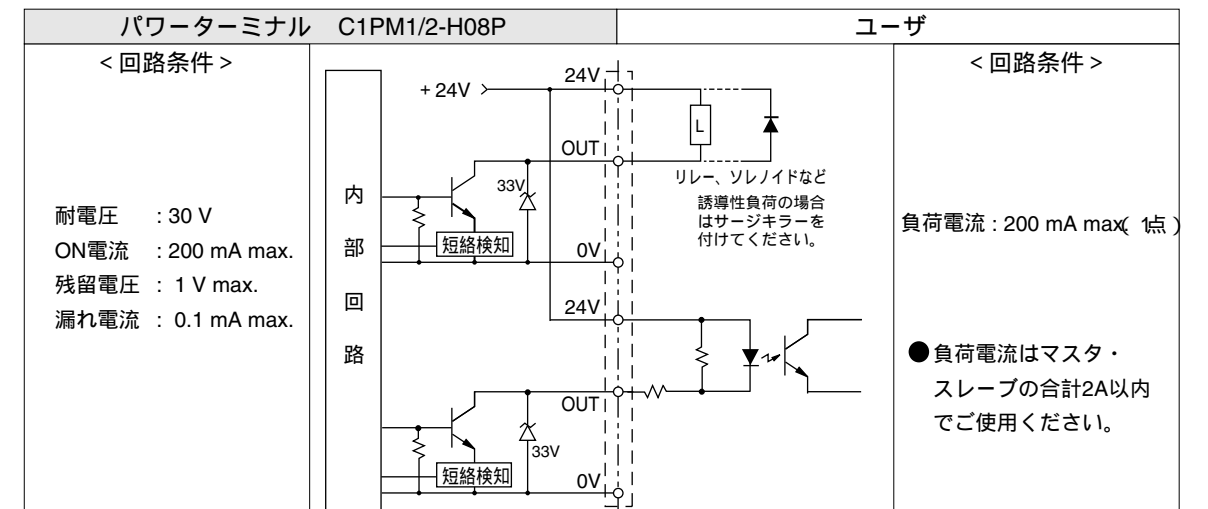 パワーターミナル C1PM1/2-H08P
ユーザ
<回路条件>
耐電圧 : 30 V
ON電流 : 200 mA max.
残留電圧 : 1 V max.
漏れ電流 : 0.1 mA max.
内
部
回
路
+24V
24V
OUT
33V
短絡検知
0V
24V
OUT
33V
短絡検知
0V
L
リレー、ソレノイドなど
誘導性負荷の場合
はサージキラーを
付けてください。
<回路条件>
負荷電流 : 200 mA max(1点)
●負荷電流はマスタ・
スレーブの合計2A以内
でご使用ください。